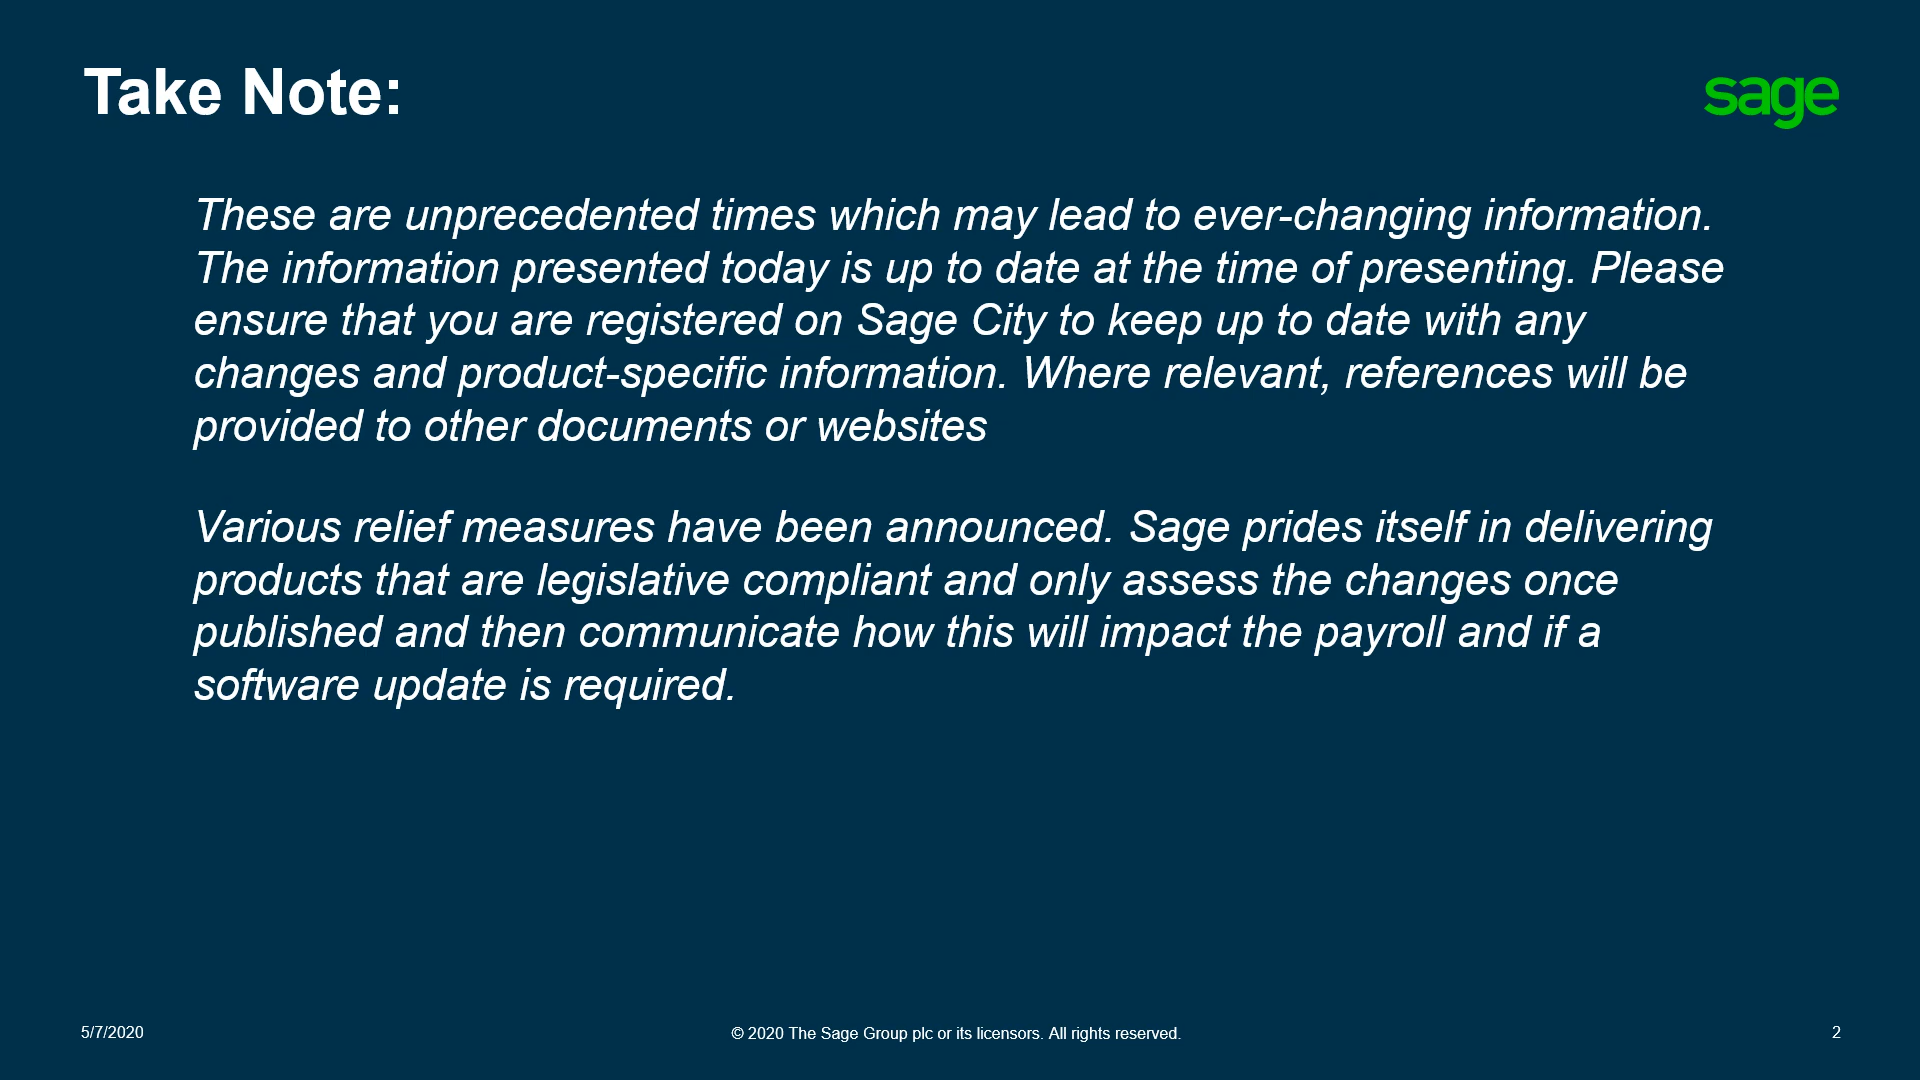 Take Note:
sage
These are unprecedented times which may lead to ever-changing information.
The information presented today is up to date at the time of presenting. Please
ensure that you are registered on Sage City to keep up to date with any
changes and product-specific information. Where relevant, references will be
provided to other documents or websites
Various relief measures have been announced. Sage prides itself in delivering
products that are legislative compliant and only assess the changes once
published and then communicate how this will impact the payroll and if a
software update is required.
5/7/2020
© 2020 The Sage Group plc or its licensors. All rights reserved.
2